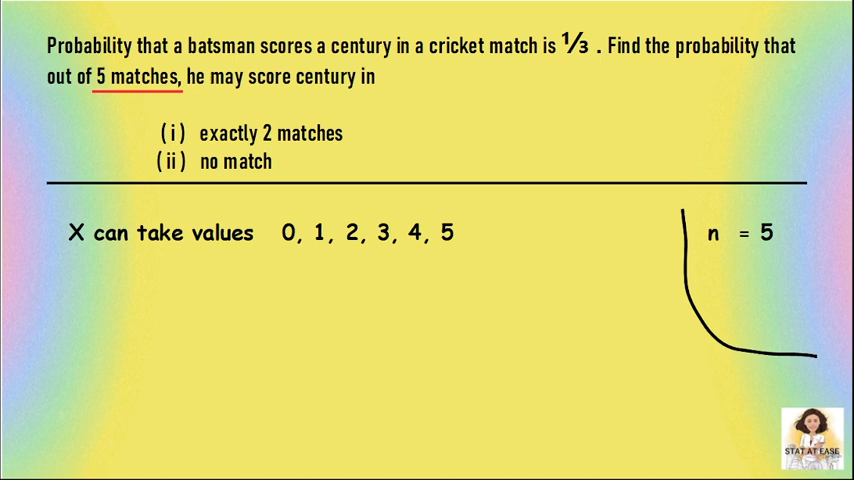 Probability that a batsman scores a century in a cricket match is ⅓ . Find the probability that
out of 5 matches, he may score century in
(i) exactly 2 matches
(ii) no match
X can take values 0, 1, 2, 3, 4, 5
n = 5
STAT AT EASE